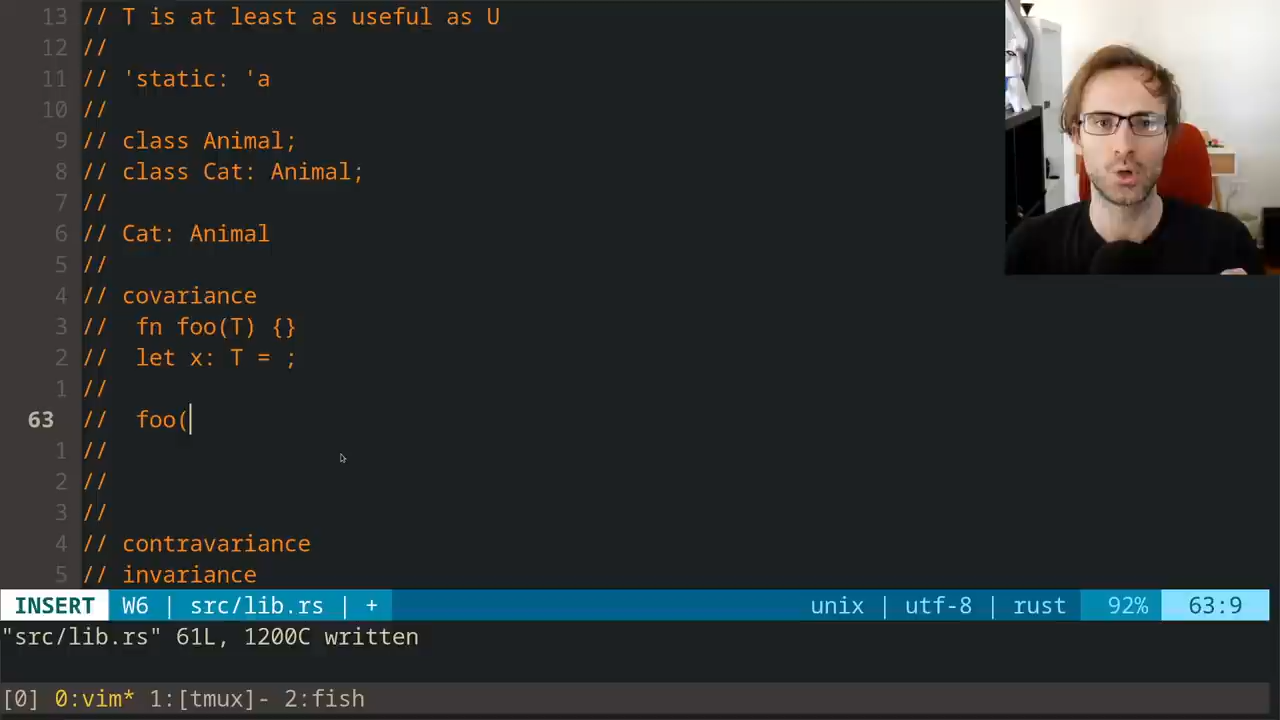 13 // T is at least as useful as U
12 //
11 // 'static: 'a
10 //
9 // class Animal;
8 // class Cat: Animal;
7 //
6 // Cat: Animal
5 //
4 // covariance
3 //  fn foo(T) {}
2 //  let x: T = ;
1 //
63 //  foo(
1 //
2 //
3 //
4 // contravariance
5 // invariance
INSERT W6 | src/lib.rs | + unix | utf-8 | rust 92% 63:9
"src/lib.rs" 61L, 1200C written
[0] 0:vim* 1:[tmux]- 2:fish